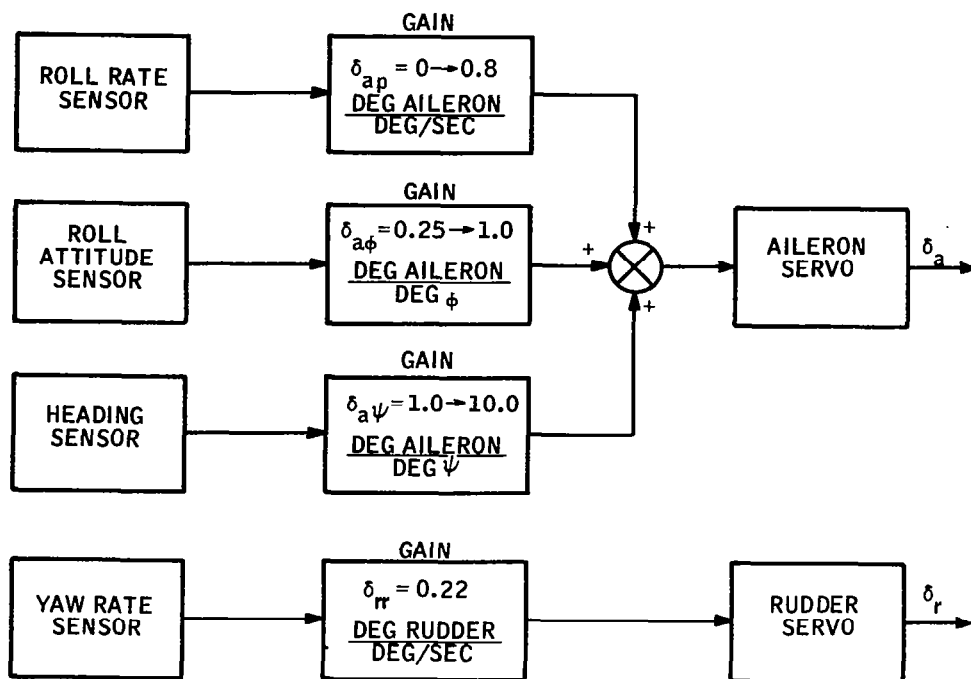 GAIN
ROLL RATE
SENSOR
δap = 0→0.8
DEG AILERON
DEG/SEC
+
GAIN
ROLL
ATTITUDE
SENSOR
δaϕ=0.25→1.0
DEG AILERON
DEG ϕ
+
AILERON
SERVO
δa
+
GAIN
HEADING
SENSOR
δaψ=1.0→10.0
DEG AILERON
DEG ψ
GAIN
YAW RATE
SENSOR
δrr = 0.22
DEG RUDDER
DEG/SEC
RUDDER
SERVO
δr